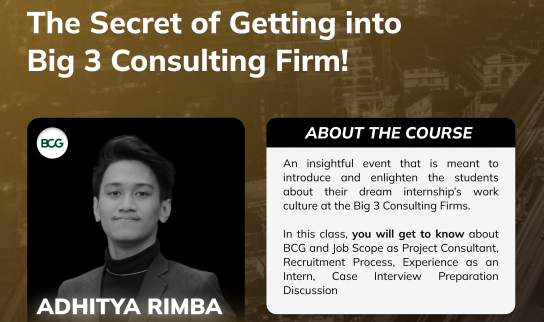 The Secret of Getting into
Big 3 Consulting Firm!
BCG
ADHITYA RIMBA
ABOUT THE COURSE
An insightful event that is meant to
introduce and enlighten the students
about their dream internship's work
culture at the Big 3 Consulting Firms.
In this class, you will get to know about
BCG and Job Scope as Project Consultant,
Recruitment Process, Experience as an
Intern, Case Interview Preparation
Discussion